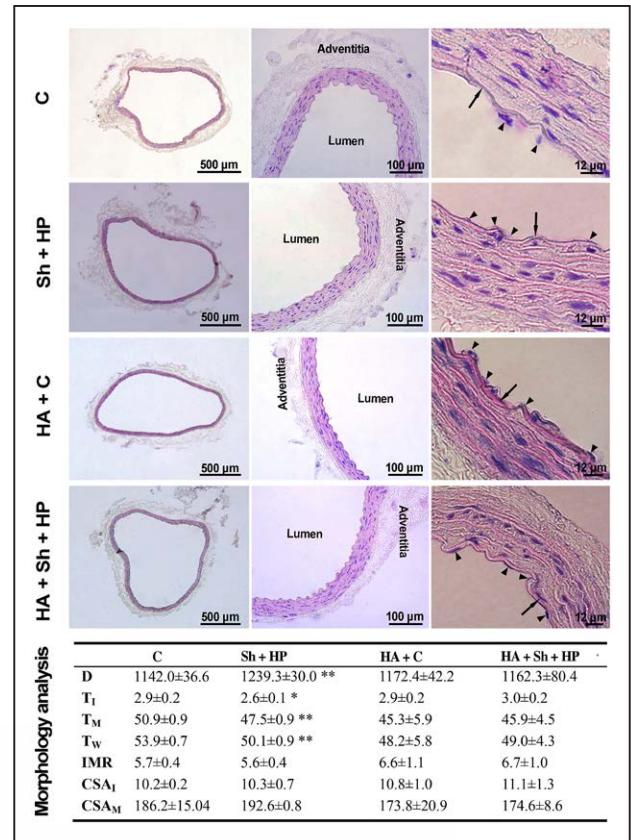 C
Adventitia
Lumen
500 µm
100 µm
12 µm
Sh + HP
Lumen
Adventitia
500 µm
100 µm
12 µm
HA + C
Adventitia
Lumen
500 µm
100 µm
12 µm
HA + Sh + HP
Lumen
Adventitia
500 µm
100 µm
12 µm
Morphology analysis
C Sh + HP HA + C HA + Sh + HP
D 1142.0±36.6 1239.3±30.0 ** 1172.4±42.2 1162.3±80.4
T_I 2.9±0.2 2.6±0.1 * 2.9±0.2 3.0±0.2
T_M 50.9±0.9 47.5±0.9 ** 45.3±5.9 45.9±4.5
T_W 53.9±0.7 50.1±0.9 ** 48.2±5.8 49.0±4.3
IMR 5.7±0.4 5.6±0.4 6.6±1.1 6.7±1.0
CSA_I 10.2±0.2 10.3±0.7 10.8±1.0 11.1±1.3
CSA_M 186.2±15.04 192.6±0.8 173.8±20.9 174.6±8.6